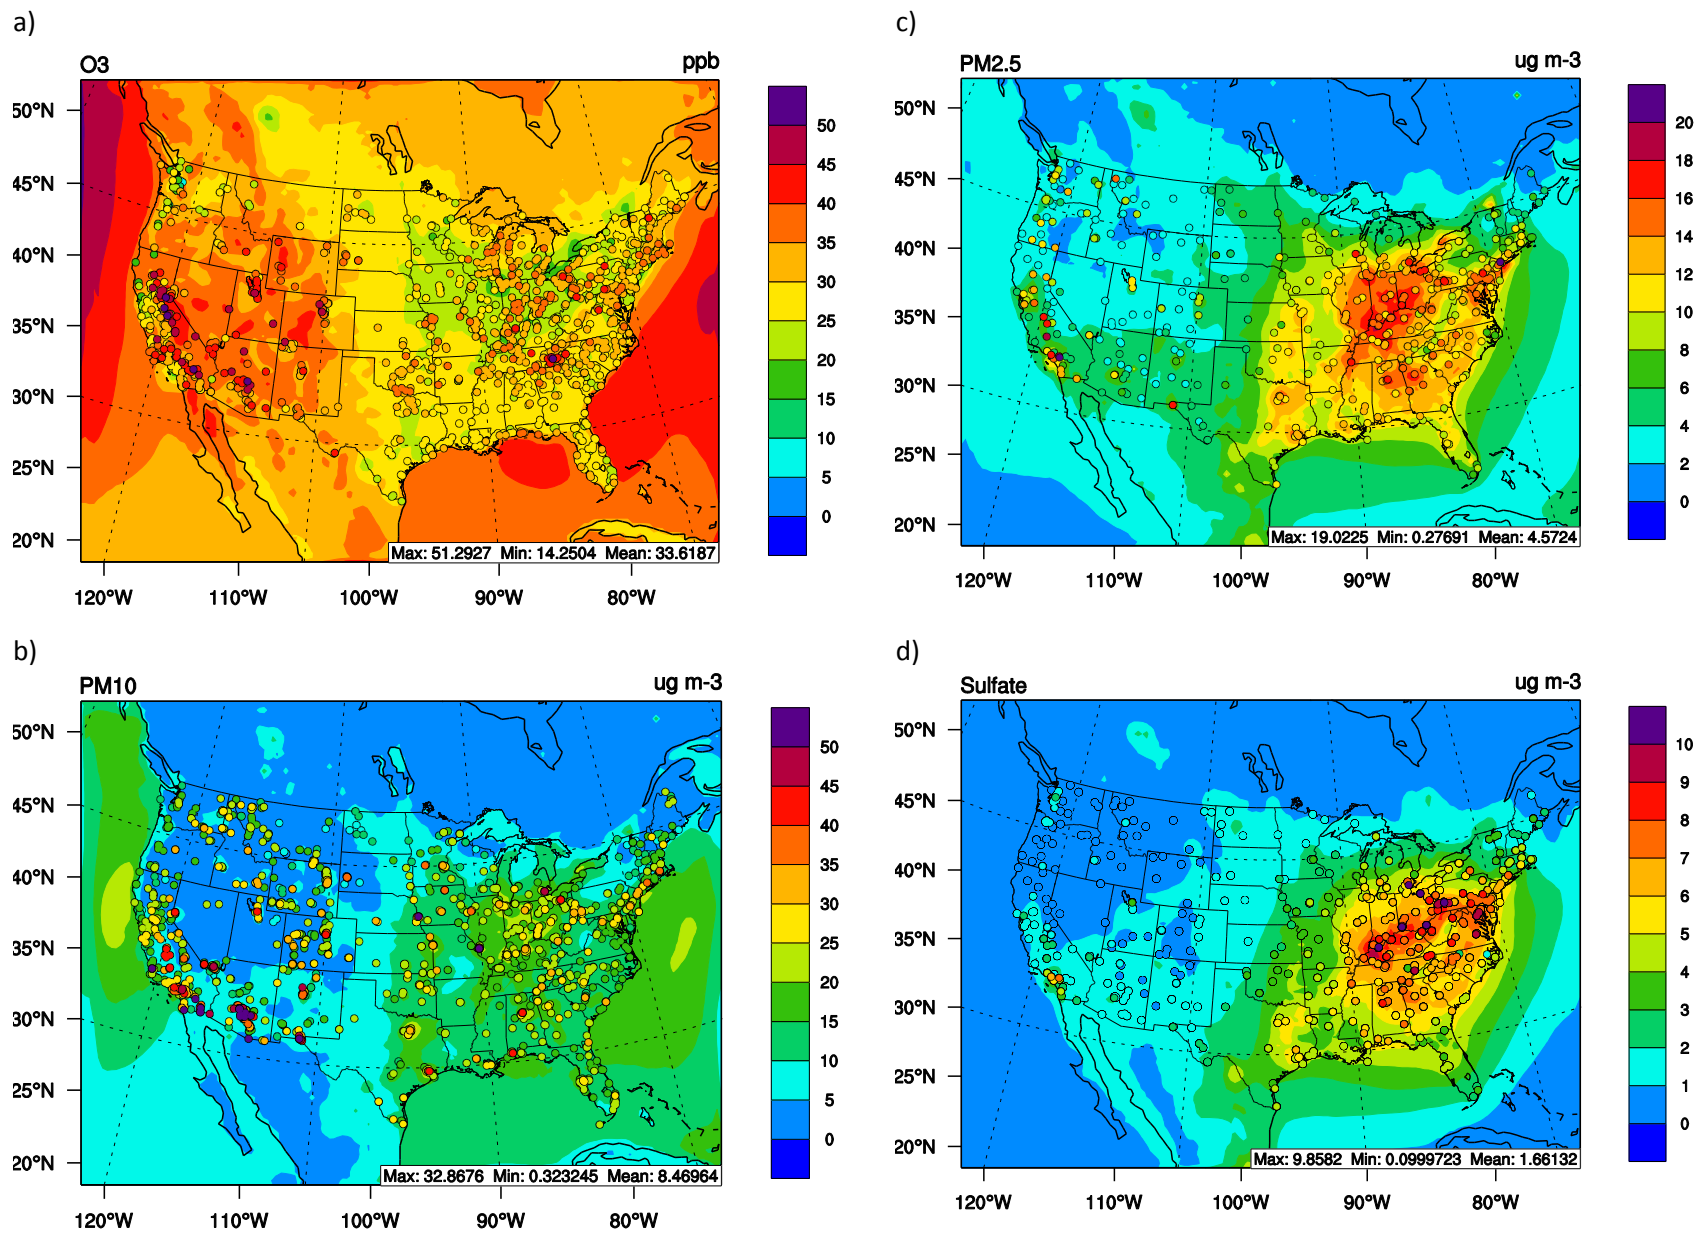 a)
O3 ppb
50°N
45°N
40°N
35°N
30°N
25°N
20°N
120°W 110°W 100°W 90°W 80°W
Max: 51.2927 Min: 14.2504 Mean: 33.6187
50
45
40
35
30
25
20
15
10
5
0
c)
PM2.5 ug m-3
50°N
45°N
40°N
35°N
30°N
25°N
20°N
120°W 110°W 100°W 90°W 80°W
Max: 19.0225 Min: 0.27691 Mean: 4.5724
20
18
16
14
12
10
8
6
4
2
0
b)
PM10 ug m-3
50°N
45°N
40°N
35°N
30°N
25°N
20°N
120°W 110°W 100°W 90°W 80°W
Max: 32.8676 Min: 0.323245 Mean: 8.46964
50
45
40
35
30
25
20
15
10
5
0
d)
Sulfate ug m-3
50°N
45°N
40°N
35°N
30°N
25°N
20°N
120°W 110°W 100°W 90°W 80°W
Max: 9.8582 Min: 0.0999723 Mean: 1.66132
10
9
8
7
6
5
4
3
2
1
0